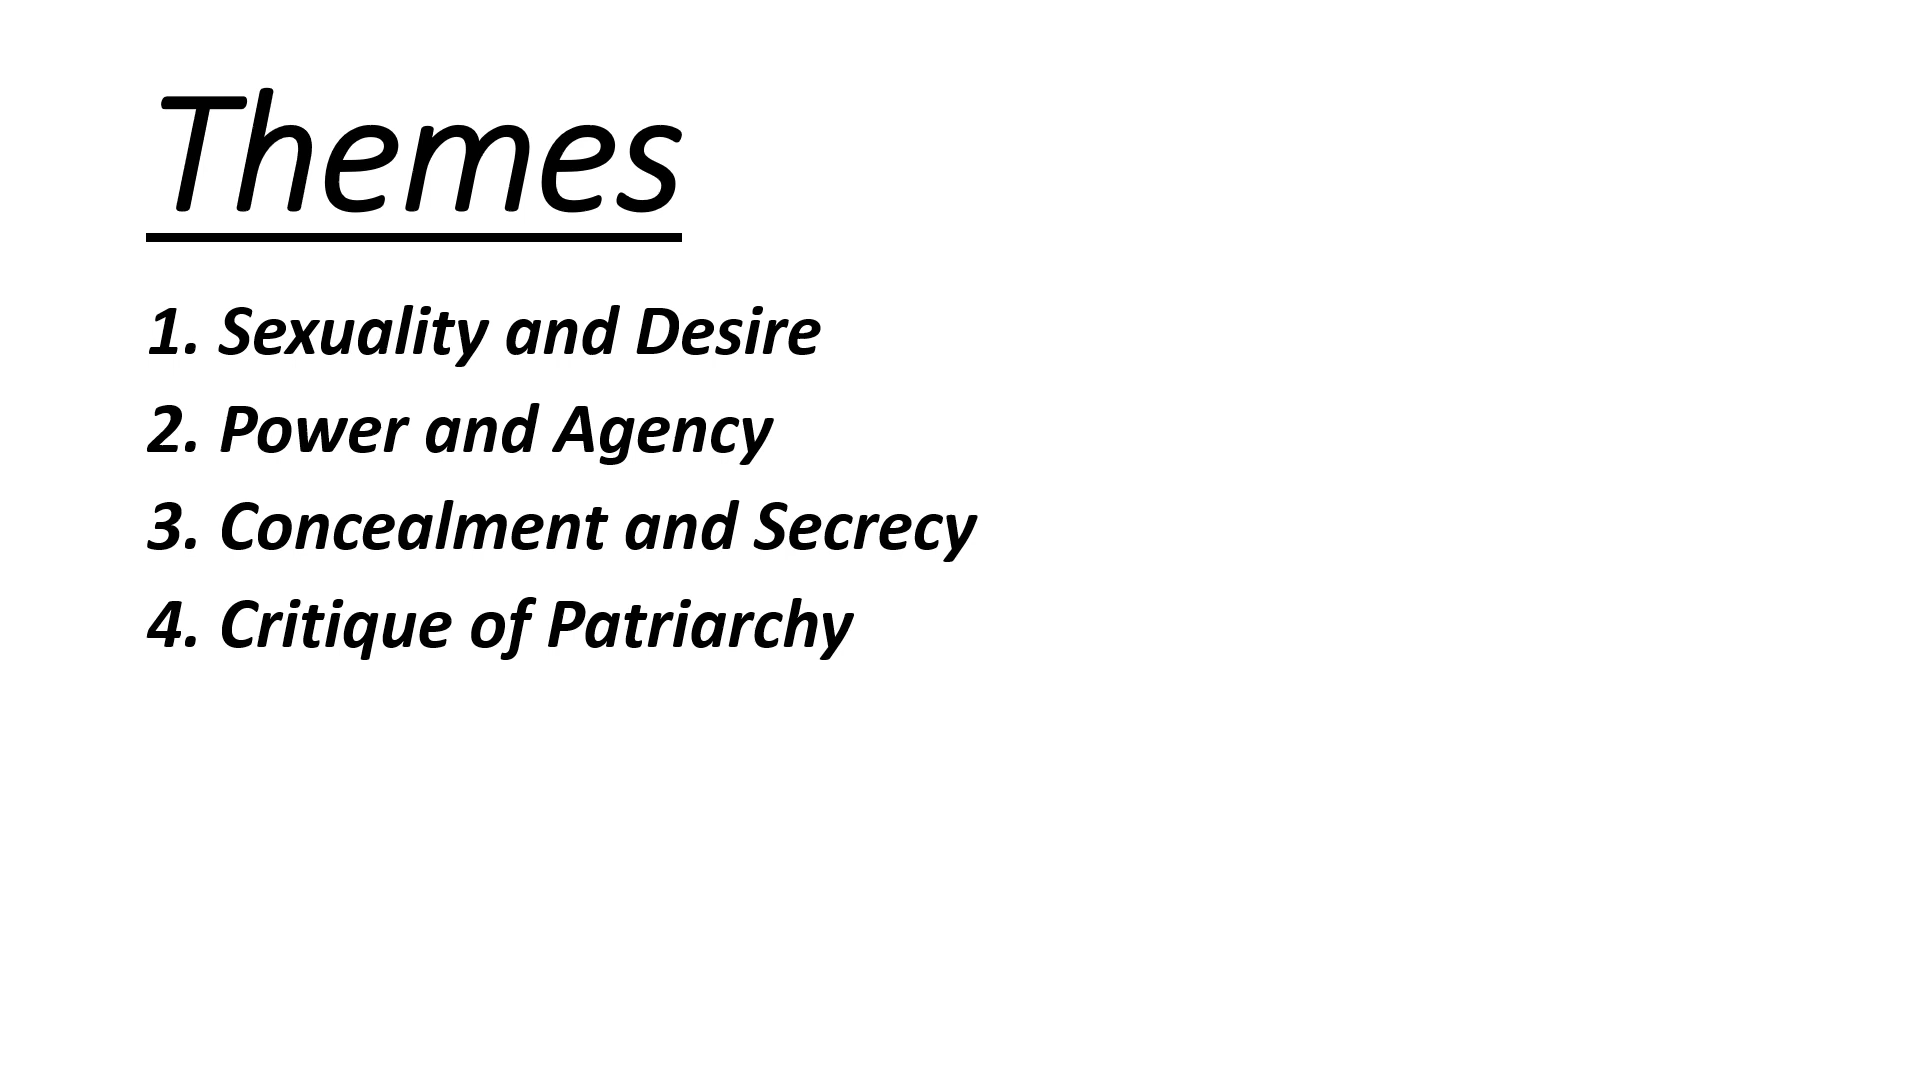 Themes
1. Sexuality and Desire
2. Power and Agency
3. Concealment and Secrecy
4. Critique of Patriarchy